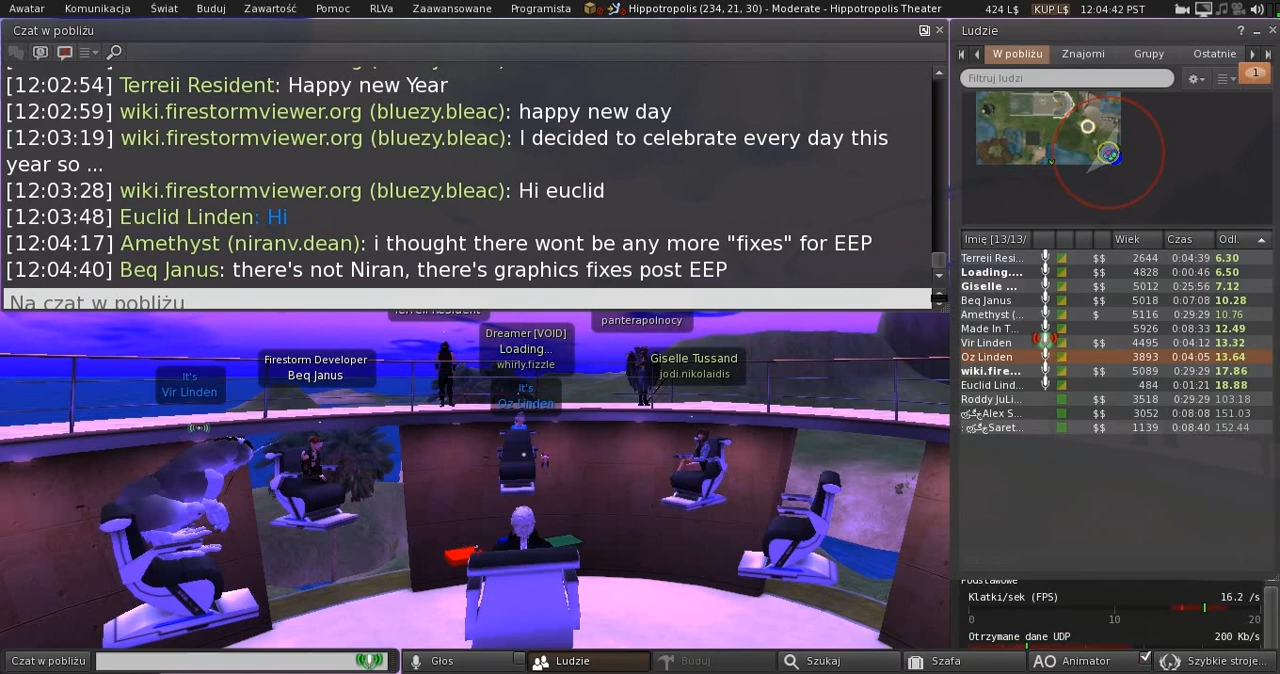 Awatar Komunikacja Świat Buduj Zawartość Pomoc RLVa Zaawansowane Programista Hippotropolis (234, 21, 30) - Moderate - Hippotropolis Theater 424 L$ KUP L$ 12:04:42 PST
Czat w pobliżu
[12:02:54] Terreii Resident: Happy new Year
[12:02:59] wiki.firestormviewer.org (bluezy.bleac): happy new day
[12:03:19] wiki.firestormviewer.org (bluezy.bleac): I decided to celebrate every day this
year so ...
[12:03:28] wiki.firestormviewer.org (bluezy.bleac): Hi euclid
[12:03:48] Euclid Linden: Hi
[12:04:17] Amethyst (niranv.dean): i thought there wont be any more "fixes" for EEP
[12:04:40] Beq Janus: there's not Niran, there's graphics fixes post EEP
Na czat w pobliżu
Terreii Resident
panterapolnocy
Dreamer [VOID]
Loading...
whirly.fizzle
Firestorm Developer
Beq Janus
Giselle Tussand
jodi.nikolaidis
It's
Vir Linden
It's
Oz Linden
Ludzie
W pobliżu Znajomi Grupy Ostatnie
Filtruj ludzi
1
Imię [13/13/ Wiek Czas Odl.
Terreii Resi... $$ 2644 0:04:39 6.30
Loading.... $$ 4828 0:00:46 6.50
Giselle ... $$ 5012 0:25:56 7.12
Beq Janus $$ 5018 0:07:08 10.28
Amethyst (... $ 5116 0:29:29 10.76
Made In T... 5926 0:08:33 12.49
Vir Linden $$ 4495 0:04:12 13.32
Oz Linden 3893 0:04:05 13.64
wiki.fire... $$ 5089 0:29:29 17.86
Euclid Lind... 484 0:01:21 18.88
Roddy JuLi... $$ 3518 0:29:29 103.18
Alex S... $$ 3052 0:08:08 151.03
Saret... $$ 1139 0:08:40 152.44
Podstawowe
Klatki/sek (FPS) 16.2 /s
0 10 20
Otrzymane dane UDP 200 Kb/s
Czat w pobliżu Głos Ludzie Buduj Szukaj Szafa AO Animator Szybkie stroje...